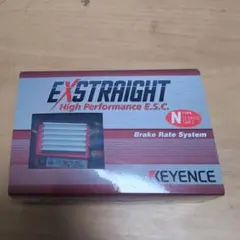 EXSTRAIGHT
High Performance E.S.C.
N
Brake Rate System
KEYENCE